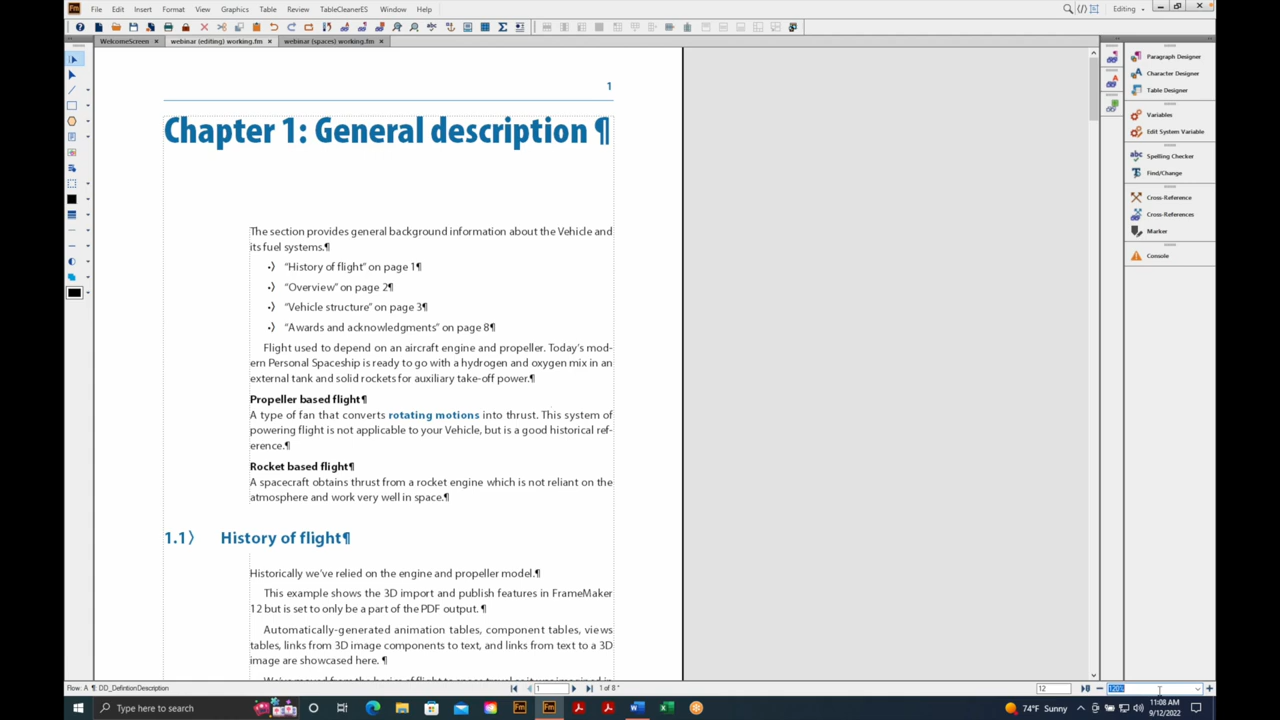 Fm File Edit Insert Format View Graphics Table Review TableCleanerES Window Help Editing
WelcomeScreen webinar (editing) working.fm webinar (spaces) working.fm
1
Chapter 1: General description ¶
The section provides general background information about the Vehicle and
its fuel systems.¶
•〉 “History of flight” on page 1¶
•〉 “Overview” on page 2¶
•〉 “Vehicle structure” on page 3¶
•〉 “Awards and acknowledgments” on page 8¶
Flight used to depend on an aircraft engine and propeller. Today’s mod-
ern Personal Spaceship is ready to go with a hydrogen and oxygen mix in an
external tank and solid rockets for auxiliary take-off power.¶
Propeller based flight¶
A type of fan that converts rotating motions into thrust. This system of
powering flight is not applicable to your Vehicle, but is a good historical ref-
erence.¶
Rocket based flight¶
A spacecraft obtains thrust from a rocket engine which is not reliant on the
atmosphere and work very well in space.¶
1.1〉 History of flight¶
Historically we’ve relied on the engine and propeller model.¶
This example shows the 3D import and publish features in FrameMaker
12 but is set to only be a part of the PDF output. ¶
Automatically-generated animation tables, component tables, views
tables, links from 3D image components to text, and links from text to a 3D
image are showcased here. ¶
Paragraph Designer
Character Designer
Table Designer
Variables
Edit System Variable
Spelling Checker
Find/Change
Cross-Reference
Cross-References
Marker
Console
Flow: A ¶: DD_DefintionDescription 1 1 of 8 * 12 120%
Type here to search 74°F Sunny 11:08 AM
9/12/2022